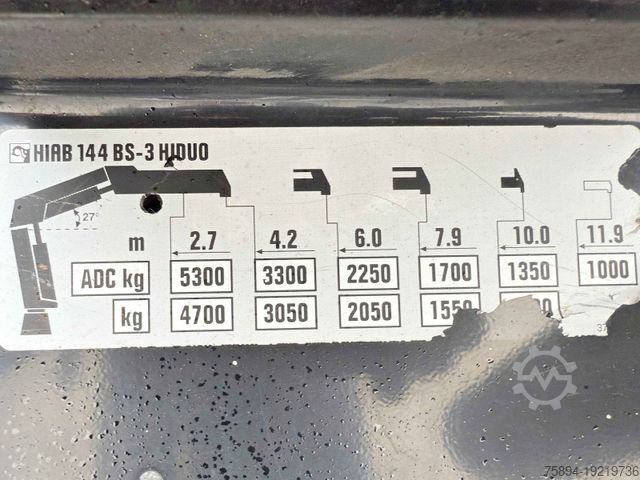 HIAB 144 BS-3 HIDUO
27°
m 2.7 4.2 6.0 7.9 10.0 11.9
ADC kg 5300 3300 2250 1700 1350 1000
kg 4700 3050 2050 1550
75894-19219736